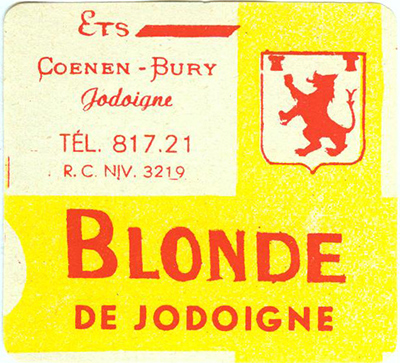 ETS
COENEN - BURY
Jodoigne
TÉL. 817.21
R. C. NIV. 3219
BLONDE
DE JODOIGNE